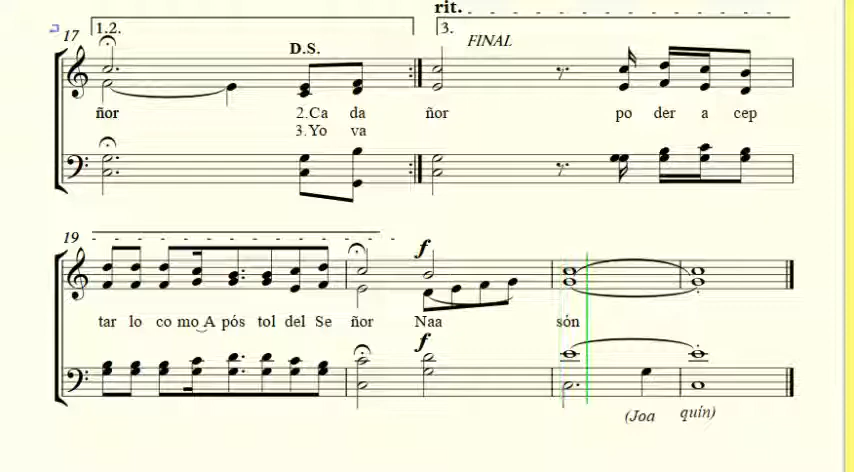 rit.
17 1.2. 3.
D.S. FINAL
ñor 2.Ca da ñor po der a cep
3.Yo va
19
f
tar lo co mo A pós tol del Se ñor Naa són
f
(Joa quín)